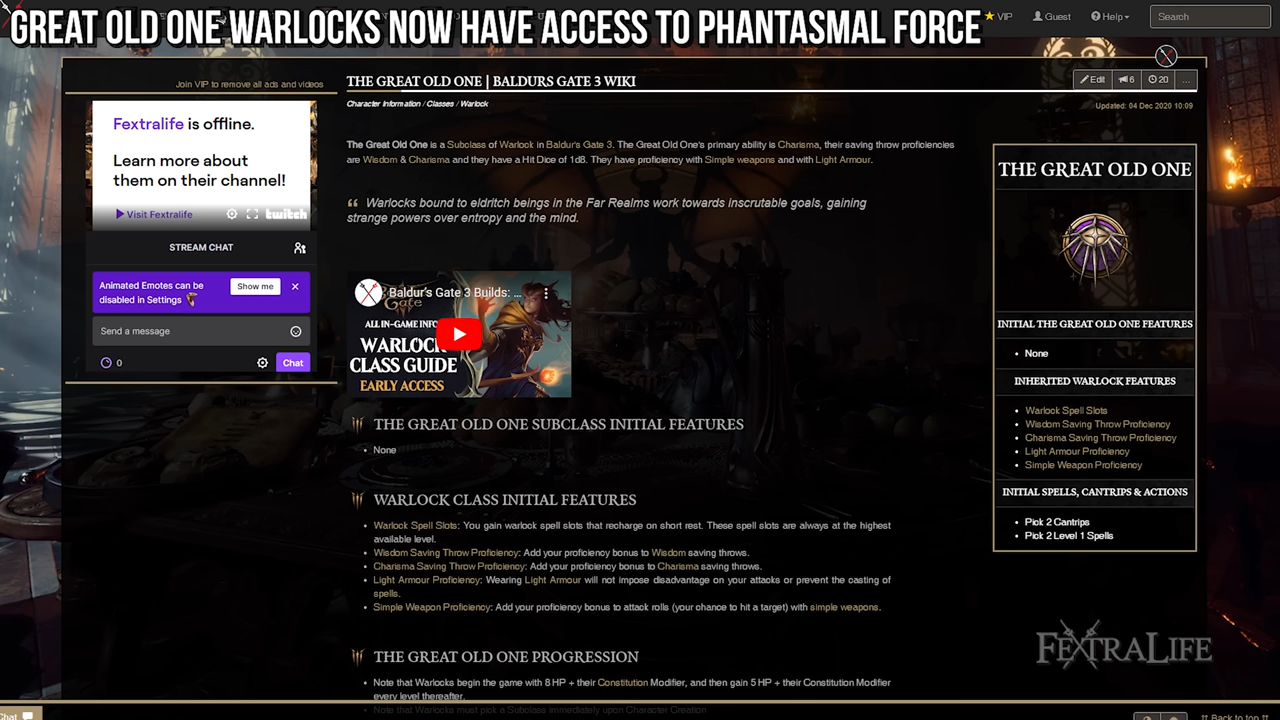 GREAT OLD ONE WARLOCKS NOW HAVE ACCESS TO PHANTASMAL FORCE
VIP
Guest
Help
Search
Join VIP to remove all ads and videos
Fextralife is offline.
Learn more about
them on their channel!
Visit Fextralife
twitch
STREAM CHAT
Animated Emotes can be
disabled in Settings
Show me
Send a message
0
Chat
THE GREAT OLD ONE | BALDURS GATE 3 WIKI
Edit
6
20
...
Character Information / Classes / Warlock
Updated: 04 Dec 2020 10:09
The Great Old One is a Subclass of Warlock in Baldur's Gate 3. The Great Old One's primary ability is Charisma, their saving throw proficiencies
are Wisdom & Charisma and they have a Hit Dice of 1d8. They have proficiency with Simple weapons and with Light Armour.
“ Warlocks bound to eldritch beings in the Far Realms work towards inscrutable goals, gaining
strange powers over entropy and the mind.
Baldur's Gate 3 Builds: ...
Gate
ALL IN-GAME INFO
WARLOCK
CLASS GUIDE
EARLY ACCESS
THE GREAT OLD ONE SUBCLASS INITIAL FEATURES
• None
WARLOCK CLASS INITIAL FEATURES
• Warlock Spell Slots: You gain warlock spell slots that recharge on short rest. These spell slots are always at the highest
available level.
• Wisdom Saving Throw Proficiency: Add your proficiency bonus to Wisdom saving throws.
• Charisma Saving Throw Proficiency: Add your proficiency bonus to Charisma saving throws.
• Light Armour Proficiency: Wearing Light Armour will not impose disadvantage on your attacks or prevent the casting of
spells.
• Simple Weapon Proficiency: Add your proficiency bonus to attack rolls (your chance to hit a target) with simple weapons.
THE GREAT OLD ONE PROGRESSION
• Note that Warlocks begin the game with 8 HP + their Constitution Modifier, and then gain 5 HP + their Constitution Modifier
every level thereafter.
• Note that Warlocks must pick a Subclass immediately upon Character Creation
THE GREAT OLD ONE
INITIAL THE GREAT OLD ONE FEATURES
• None
INHERITED WARLOCK FEATURES
• Warlock Spell Slots
• Wisdom Saving Throw Proficiency
• Charisma Saving Throw Proficiency
• Light Armour Proficiency
• Simple Weapon Proficiency
INITIAL SPELLS, CANTRIPS & ACTIONS
• Pick 2 Cantrips
• Pick 2 Level 1 Spells
FEXTRALIFE
Chat
Back to top